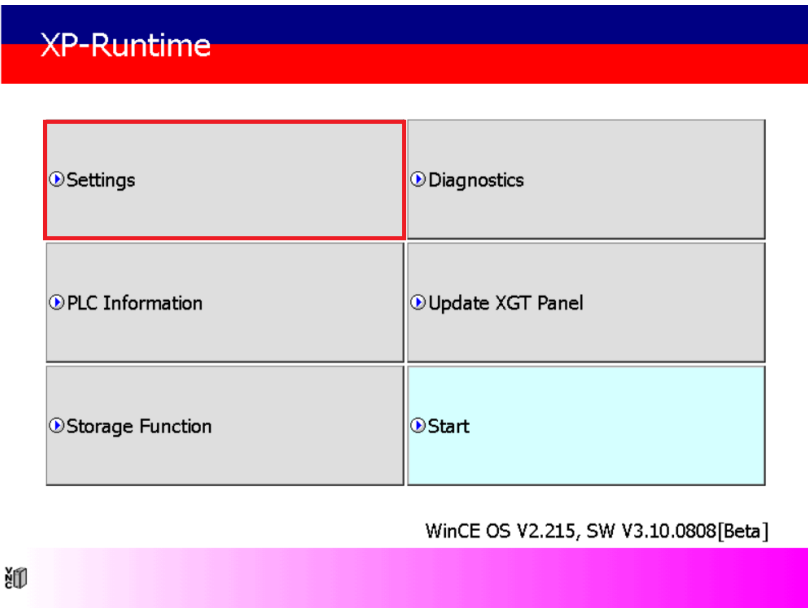 XP-Runtime
Settings
Diagnostics
PLC Information
Update XGT Panel
Storage Function
Start
WinCE OS V2.215, SW V3.10.0808[Beta]
VNC